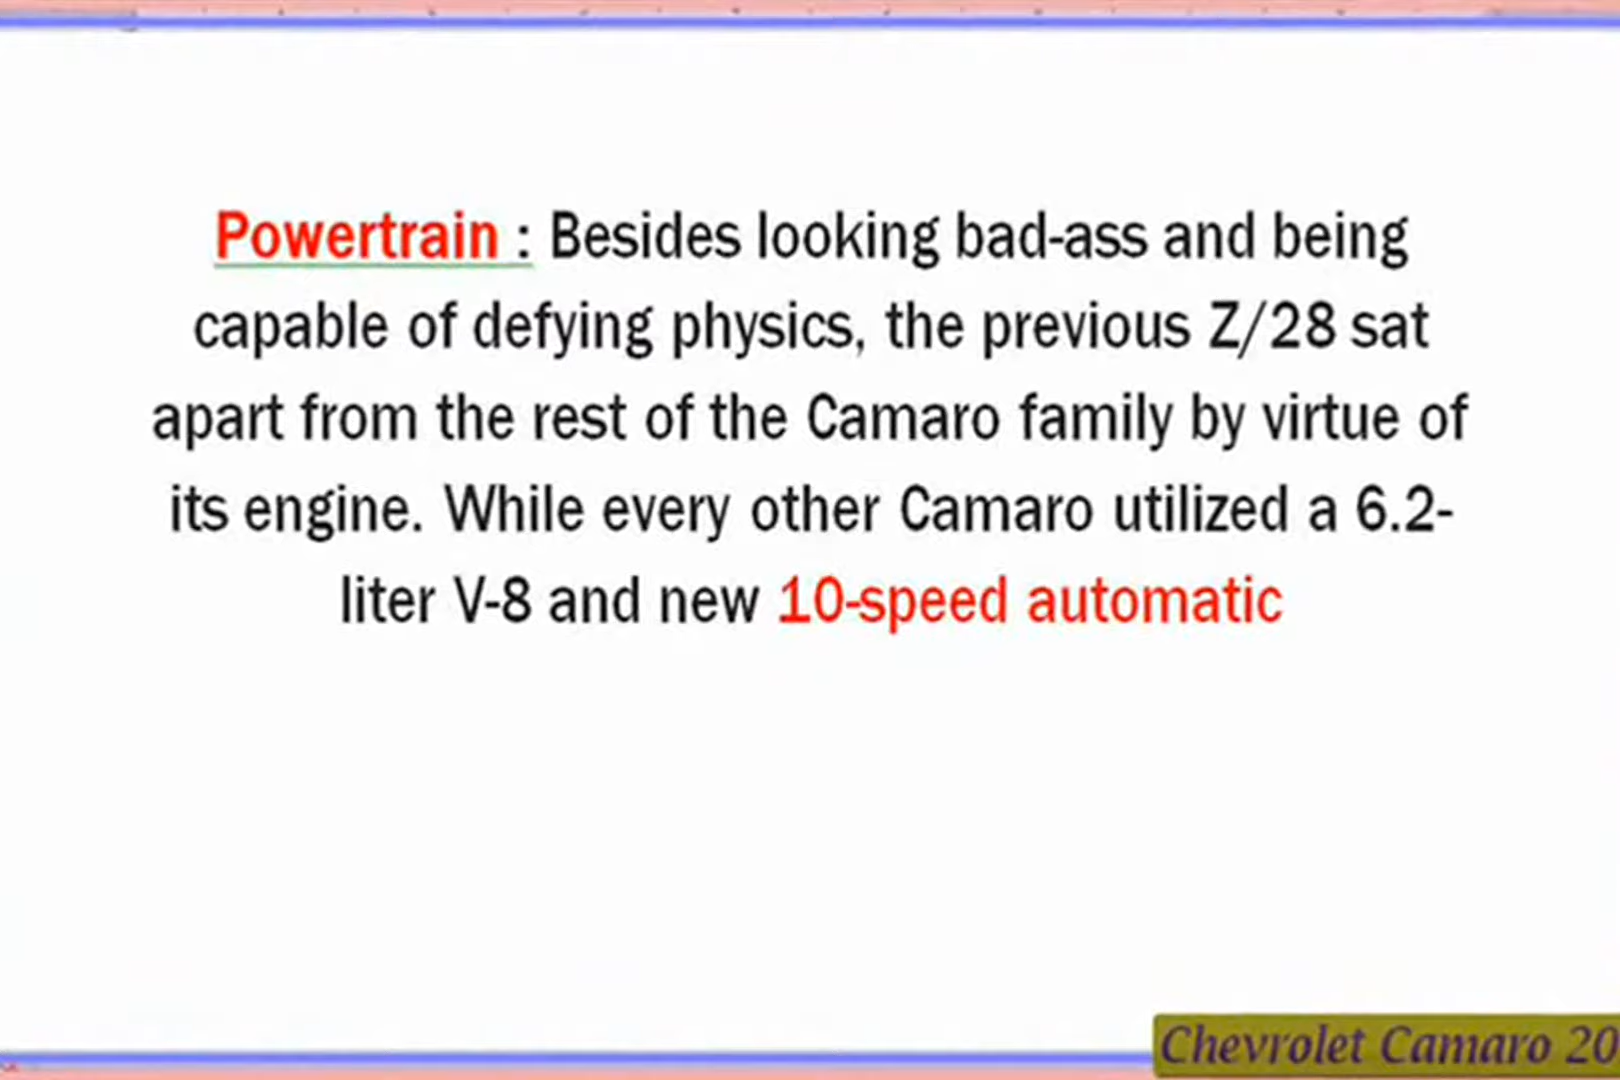 Powertrain : Besides looking bad-ass and being
capable of defying physics, the previous Z/28 sat
apart from the rest of the Camaro family by virtue of
its engine. While every other Camaro utilized a 6.2-
liter V-8 and new 10-speed automatic
Chevrolet Camaro 20